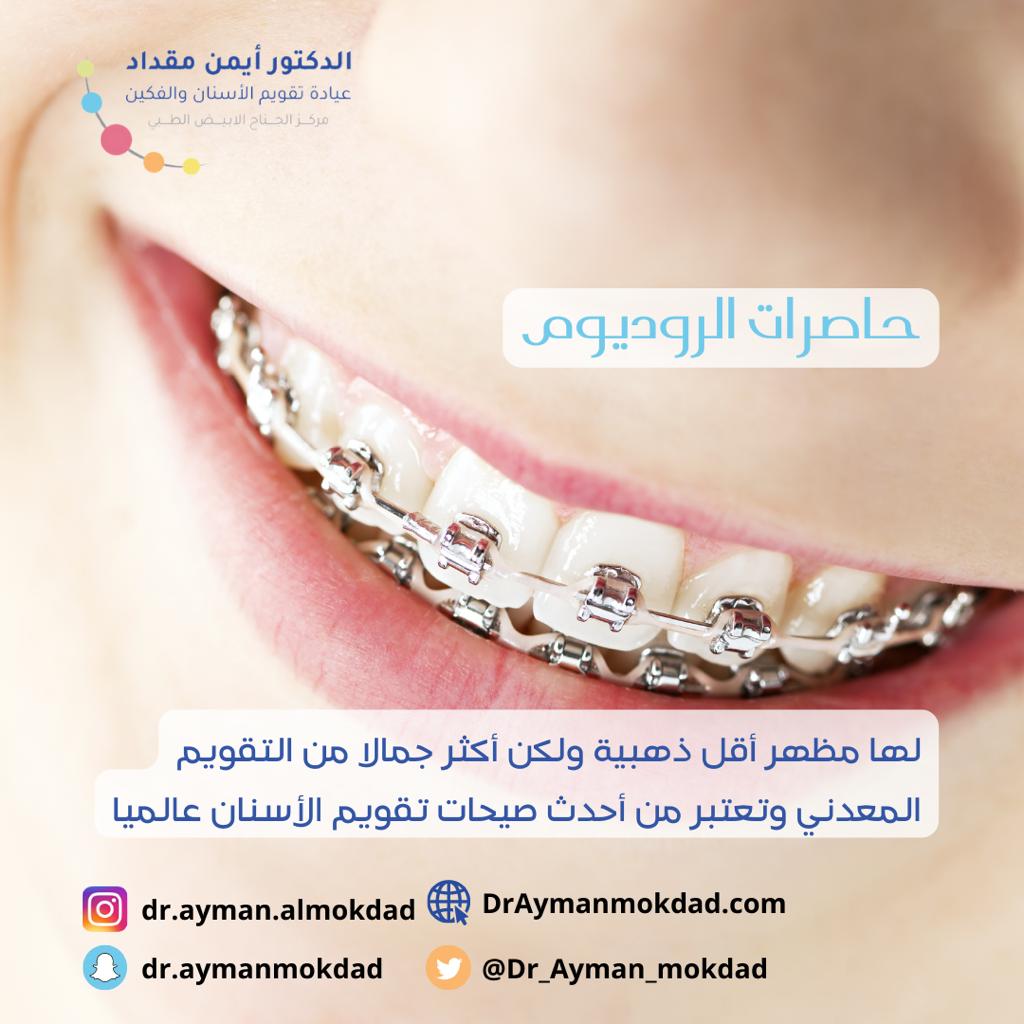 الدكتور أيمن مقداد
عيادة تقويم الأسنان والفكين
مركز الجناح الابيض الطبي
حاصرات الروديوم
لها مظهر أقل ذهبية ولكن أكثر جمالا من التقويم
المعدني وتعتبر من أحدث صيحات تقويم الأسنان عالميا
dr.ayman.almokdad
DrAymanmokdad.com
dr.aymanmokdad
@Dr_Ayman_mokdad